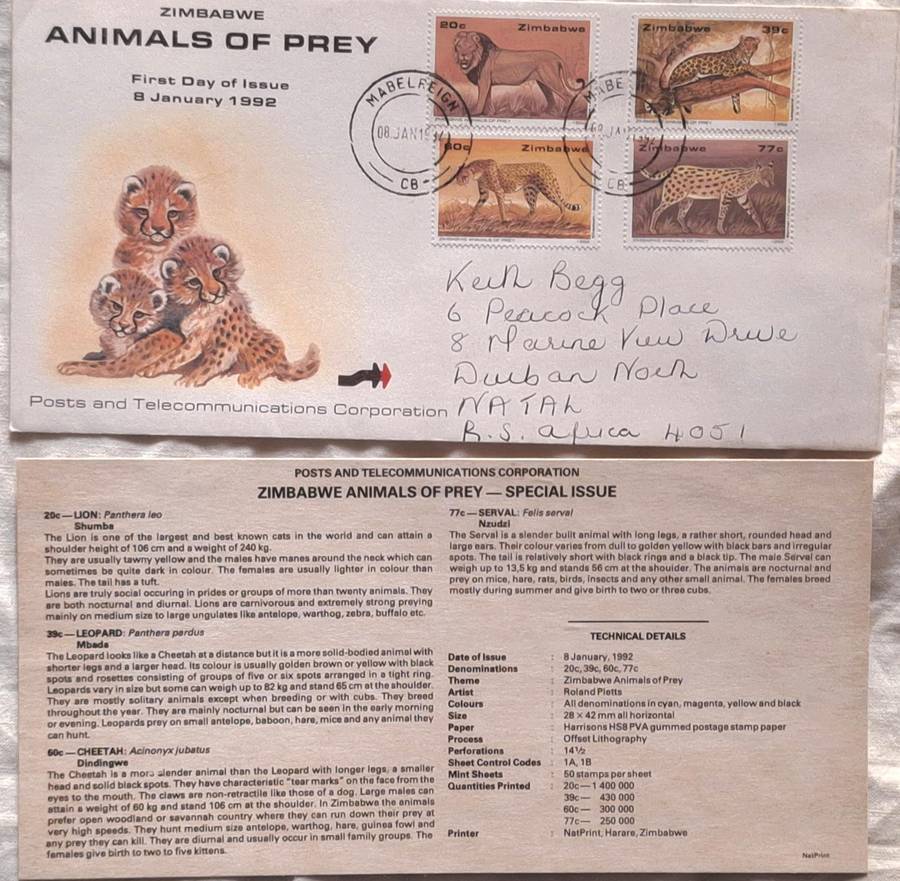 ZIMBABWE
ANIMALS OF PREY
First Day of Issue
8 January 1992
20c Zimbabwe
ZIMBABWE ANIMALS OF PREY
Zimbabwe 39c
ZIMBABWE ANIMALS OF PREY
60c Zimbabwe
ZIMBABWE ANIMALS OF PREY
Zimbabwe 77c
ZIMBABWE ANIMALS OF PREY
MABELREIGN
08 JAN 1992
CB
Keith Begg
6 Peacock Place
8 Marine View Drive
Durban North
NATAL
R.S. Africa 4051
Posts and Telecommunications Corporation
POSTS AND TELECOMMUNICATIONS CORPORATION
ZIMBABWE ANIMALS OF PREY — SPECIAL ISSUE
20c — LION: Panthera leo
Shumba
The Lion is one of the largest and best known cats in the world and can attain a
shoulder height of 106 cm and a weight of 240 kg.
They are usually tawny yellow and the males have manes around the neck which can
sometimes be quite dark in colour. The females are usually lighter in colour than
males. The tail has a tuft.
Lions are truly social occuring in prides or groups of more than twenty animals. They
are both nocturnal and diurnal. Lions are carnivorous and extremely strong preying
mainly on medium size to large ungulates like antelope, warthog, zebra, buffalo etc.
39c — LEOPARD: Panthera pardus
Mbada
The Leopard looks like a Cheetah at a distance but it is a more solid-bodied animal with
shorter legs and a larger head. Its colour is usually golden brown or yellow with black
spots and rosettes consisting of groups of five or six spots arranged in a tight ring.
Leopards vary in size but some can weigh up to 82 kg and stand 65 cm at the shoulder.
They are mostly solitary animals except when breeding or with cubs. They breed
throughout the year. They are mainly nocturnal but can be seen in the early morning
or evening. Leopards prey on small antelope, baboon, hare, mice and any animal they
can hunt.
60c — CHEETAH: Acinonyx jubatus
Dindingwe
The Cheetah is a more slender animal than the Leopard with longer legs, a smaller
head and solid black spots. They have characteristic "tear marks" on the face from the
eyes to the mouth. The claws are non-retractile like those of a dog. Large males can
attain a weight of 60 kg and stand 106 cm at the shoulder. In Zimbabwe the animals
prefer open woodland or savannah country where they can run down their prey at
very high speeds. They hunt medium size antelope, warthog, hare, guinea fowl and
any prey they can kill. They are diurnal and usually occur in small family groups. The
females give birth to two to five kittens.
77c — SERVAL: Felis serval
Nzudzi
The Serval is a slender built animal with long legs, a rather short, rounded head and
large ears. Their colour varies from dull to golden yellow with black bars and irregular
spots. The tail is relatively short with black rings and a black tip. The male Serval can
weigh up to 13,5 kg and stands 56 cm at the shoulder. The animals are nocturnal and
prey on mice, hare, rats, birds, insects and any other small animal. The females breed
mostly during summer and give birth to two or three cubs.
TECHNICAL DETAILS
Date of Issue : 8 January, 1992
Denominations : 20c, 39c, 60c, 77c
Theme : Zimbabwe Animals of Prey
Artist : Roland Pletts
Colours : All denominations in cyan, magenta, yellow and black
Size : 28 × 42 mm all horizontal
Paper : Harrisons HS8 PVA gummed postage stamp paper
Process : Offset Lithography
Perforations : 14½
Sheet Control Codes : 1A, 1B
Mint Sheets : 50 stamps per sheet
Quantities Printed : 20c — 1 400 000
39c — 430 000
60c — 300 000
77c — 250 000
Printer : NatPrint, Harare, Zimbabwe
NatPrint